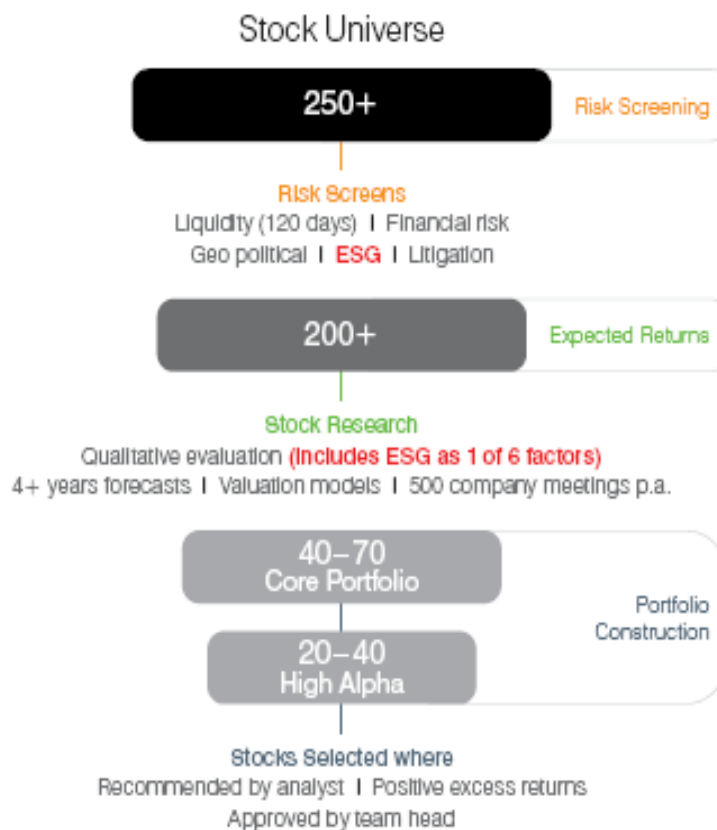 Stock Universe
250+
Risk Screening
Risk Screens
Liquidity (120 days) | Financial risk
Geo political | ESG | Litigation
200+
Expected Returns
Stock Research
Qualitative evaluation (includes ESG as 1 of 6 factors)
4+ years forecasts | Valuation models | 500 company meetings p.a.
40–70
Core Portfolio
Portfolio
Construction
20–40
High Alpha
Stocks Selected where
Recommended by analyst | Positive excess returns
Approved by team head